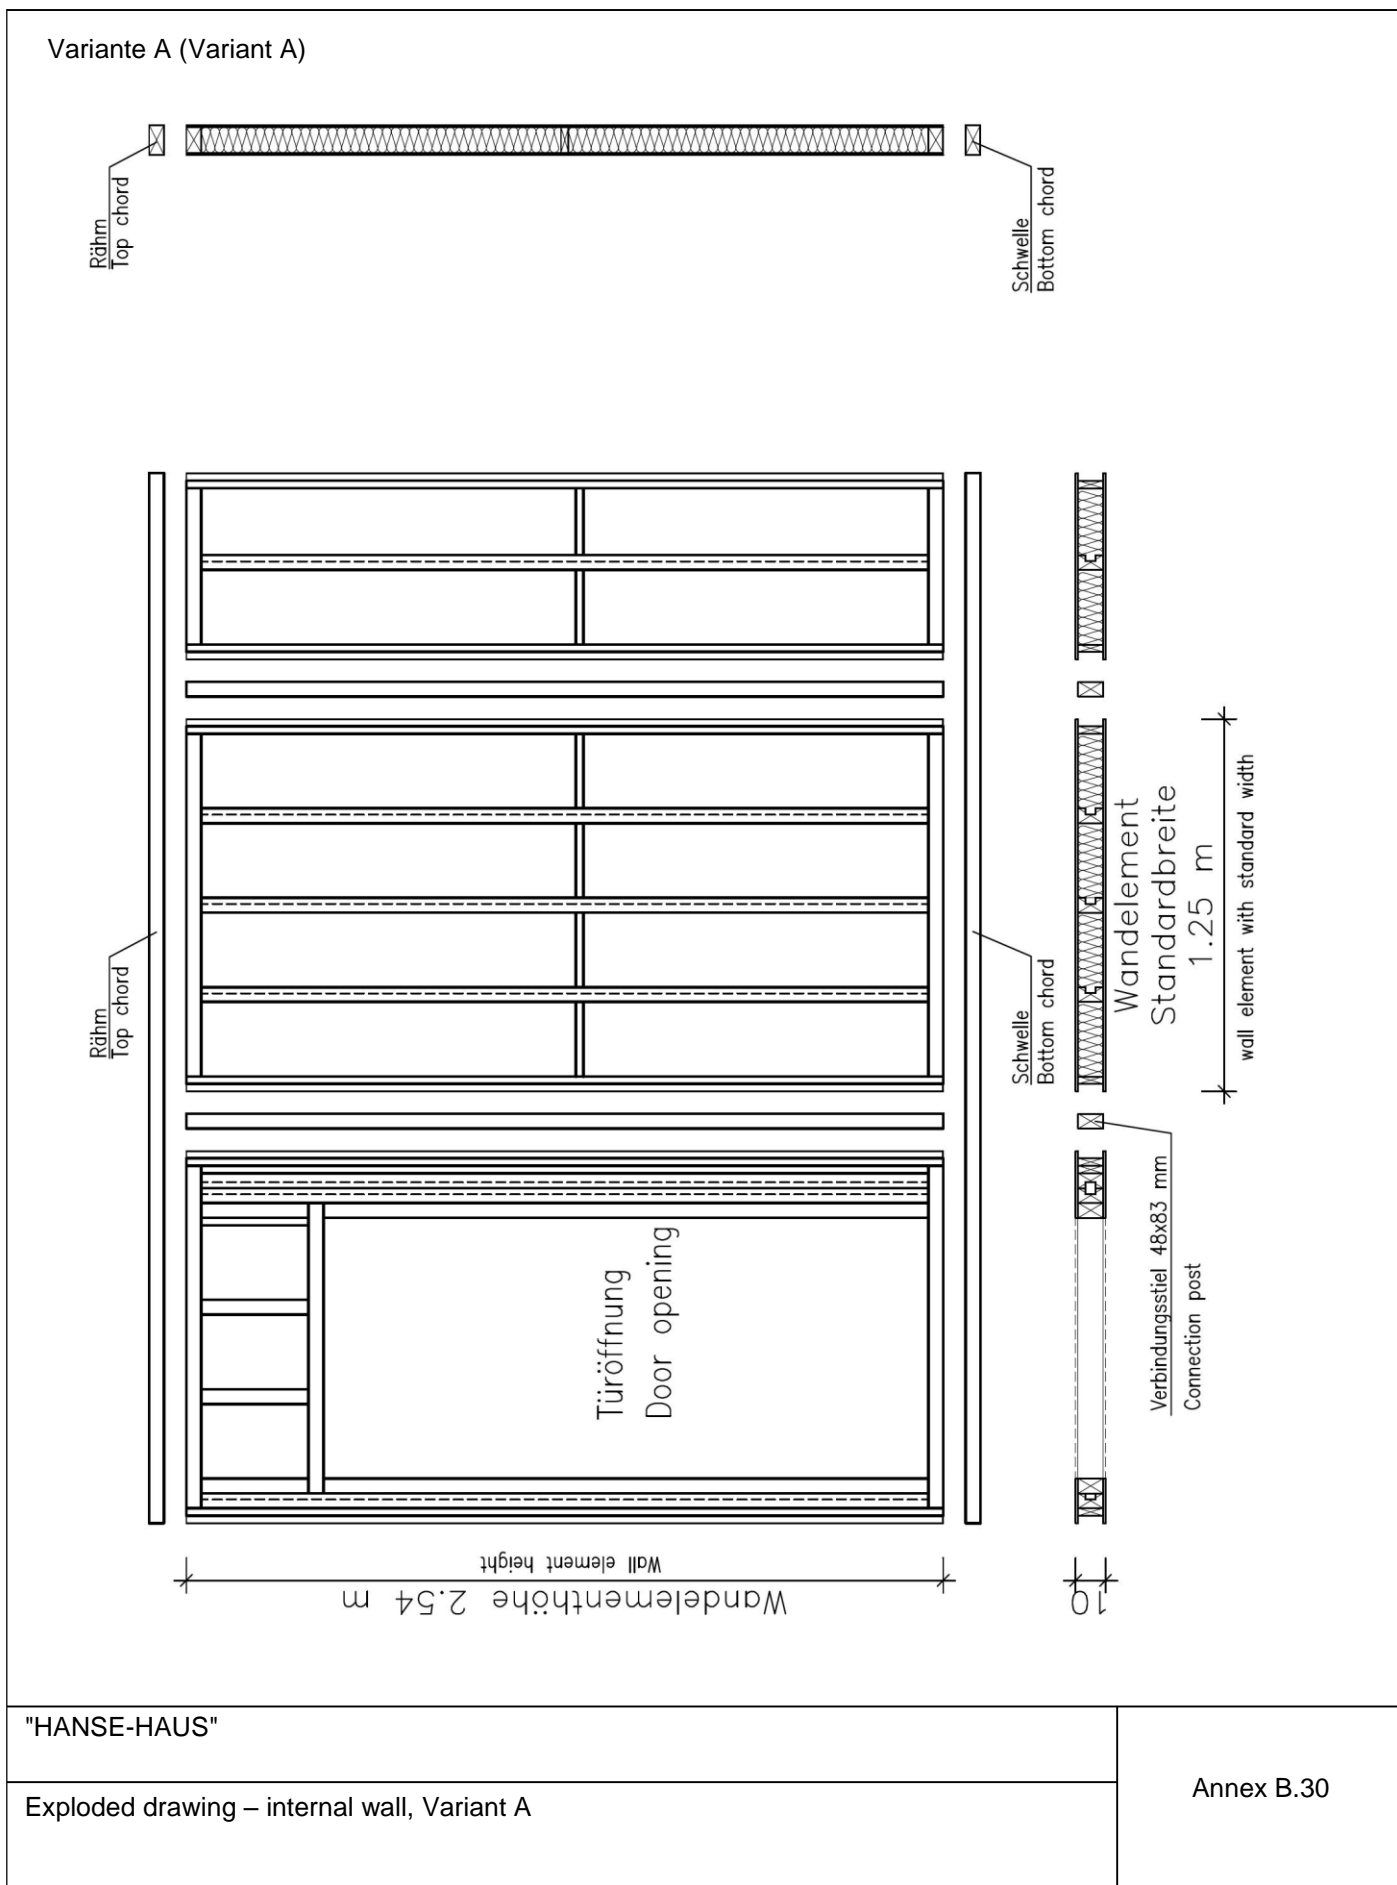 Variante A (Variant A)
Rähm
Top chord
Schwelle
Bottom chord
Rähm
Top chord
Schwelle
Bottom chord
Wandelement
Standardbreite
1.25 m
wall element with standard width
Türöffnung
Door opening
Verbindungsstiel 48x83 mm
Connection post
Wall element height
Wandelementhöhe 2.54 m
10
"HANSE-HAUS"
Exploded drawing – internal wall, Variant A
Annex B.30